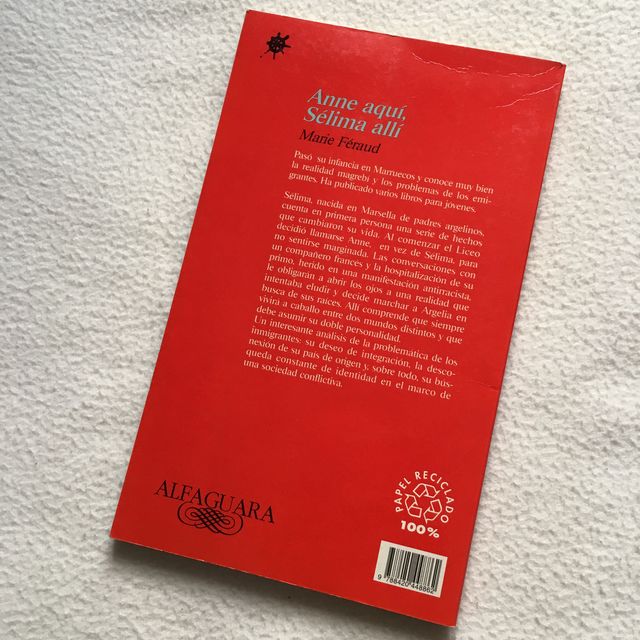 Anne aquí,
Sélima allí
Marie Féraud
Pasó su infancia en Marruecos y conoce muy bien
la realidad magreby y los problemas de los emi-
grantes. Ha publicado varios libros para jóvenes.
Sélima, nacida en Marsella de padres argelinos,
cuenta en primera persona una serie de hechos
que cambiaron su vida. Al comenzar el Liceo
decidió llamarse Anne, en vez de Sélima, para
no sentirse marginada. Las conversaciones con
un compañero francés y la hospitalización de su
primo, herido en una manifestación antirracista,
le obligarán a abrir los ojos a una realidad que
intentaba eludir y decide marchar a Argelia en
busca de sus raíces. Allí comprende que siempre
vivirá a caballo entre dos mundos distintos y que
debe asumir su doble personalidad.
Un interesante análisis de la problemática de los
inmigrantes: su deseo de integración, la desco-
nexión de su país de origen y, sobre todo, su bús-
queda constante de identidad en el marco de
una sociedad conflictiva.
ALFAGUARA
PAPEL RECICLADO
100%
9 788420 448862